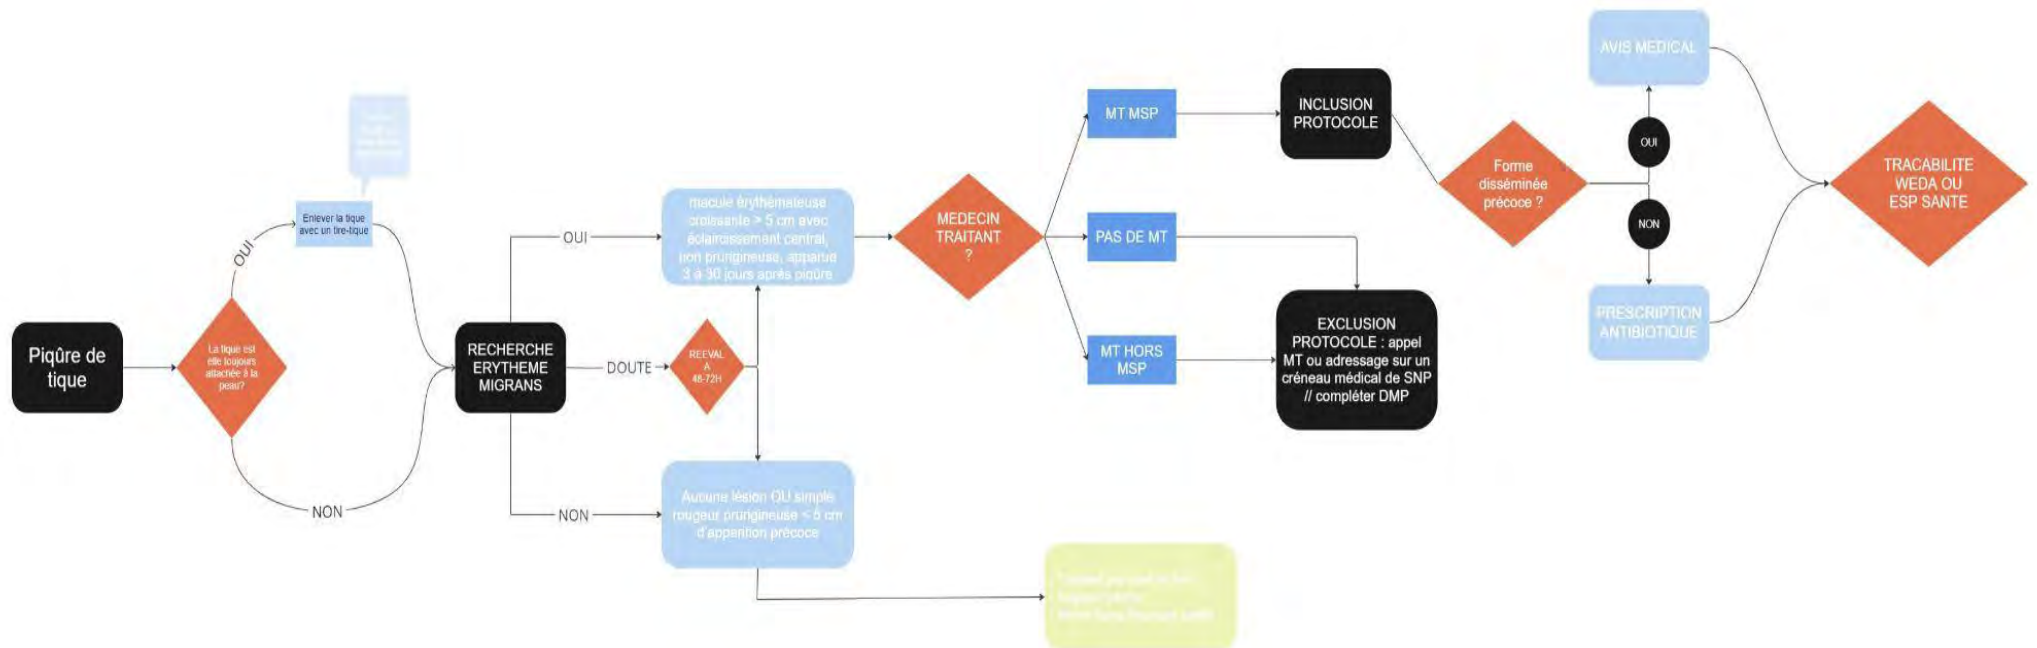 Piqûre de
tique
La tique est
elle toujours
attachée à la
peau?
OUI
NON
Enlever la tique
avec un tire-tique
RECHERCHE
ERYTHEME
MIGRANS
OUI
DOUTE
NON
REEVAL
A
48-72H
macule érythémateuse
croissante > 5 cm avec
éclaircissement central,
non prurigineuse, apparue
3 à 30 jours après piqûre
Aucune lésion OU simple
rougeur prurigineuse < 5 cm
d'apparition précoce
MEDECIN
TRAITANT
?
MT MSP
PAS DE MT
MT HORS
MSP
INCLUSION
PROTOCOLE
EXCLUSION
PROTOCOLE : appel
MT ou adressage sur un
créneau médical de SNP
// compléter DMP
Forme
disséminée
précoce ?
OUI
NON
AVIS MEDICAL
PRESCRIPTION
ANTIBIOTIQUE
TRACABILITE
WEDA OU
ESP SANTE